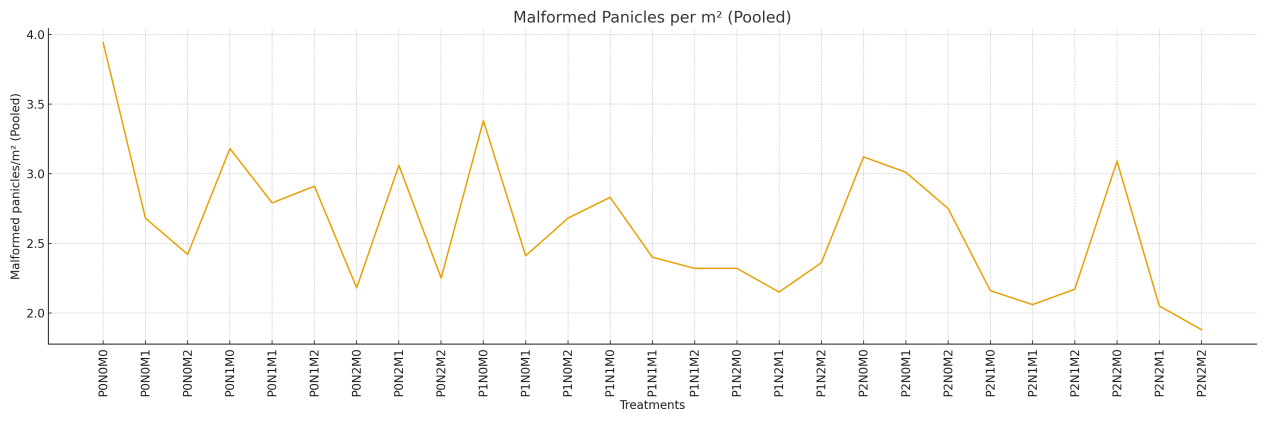 Malformed Panicles per m² (Pooled)
Malformed panicles/m² (Pooled)
4.0
3.5
3.0
2.5
2.0
P0N0M0
P0N0M1
P0N0M2
P0N1M0
P0N1M1
P0N1M2
P0N2M0
P0N2M1
P0N2M2
P1N0M0
P1N0M1
P1N0M2
P1N1M0
P1N1M1
P1N1M2
P1N2M0
P1N2M1
P1N2M2
P2N0M0
P2N0M1
P2N0M2
P2N1M0
P2N1M1
P2N1M2
P2N2M0
P2N2M1
P2N2M2
Treatments